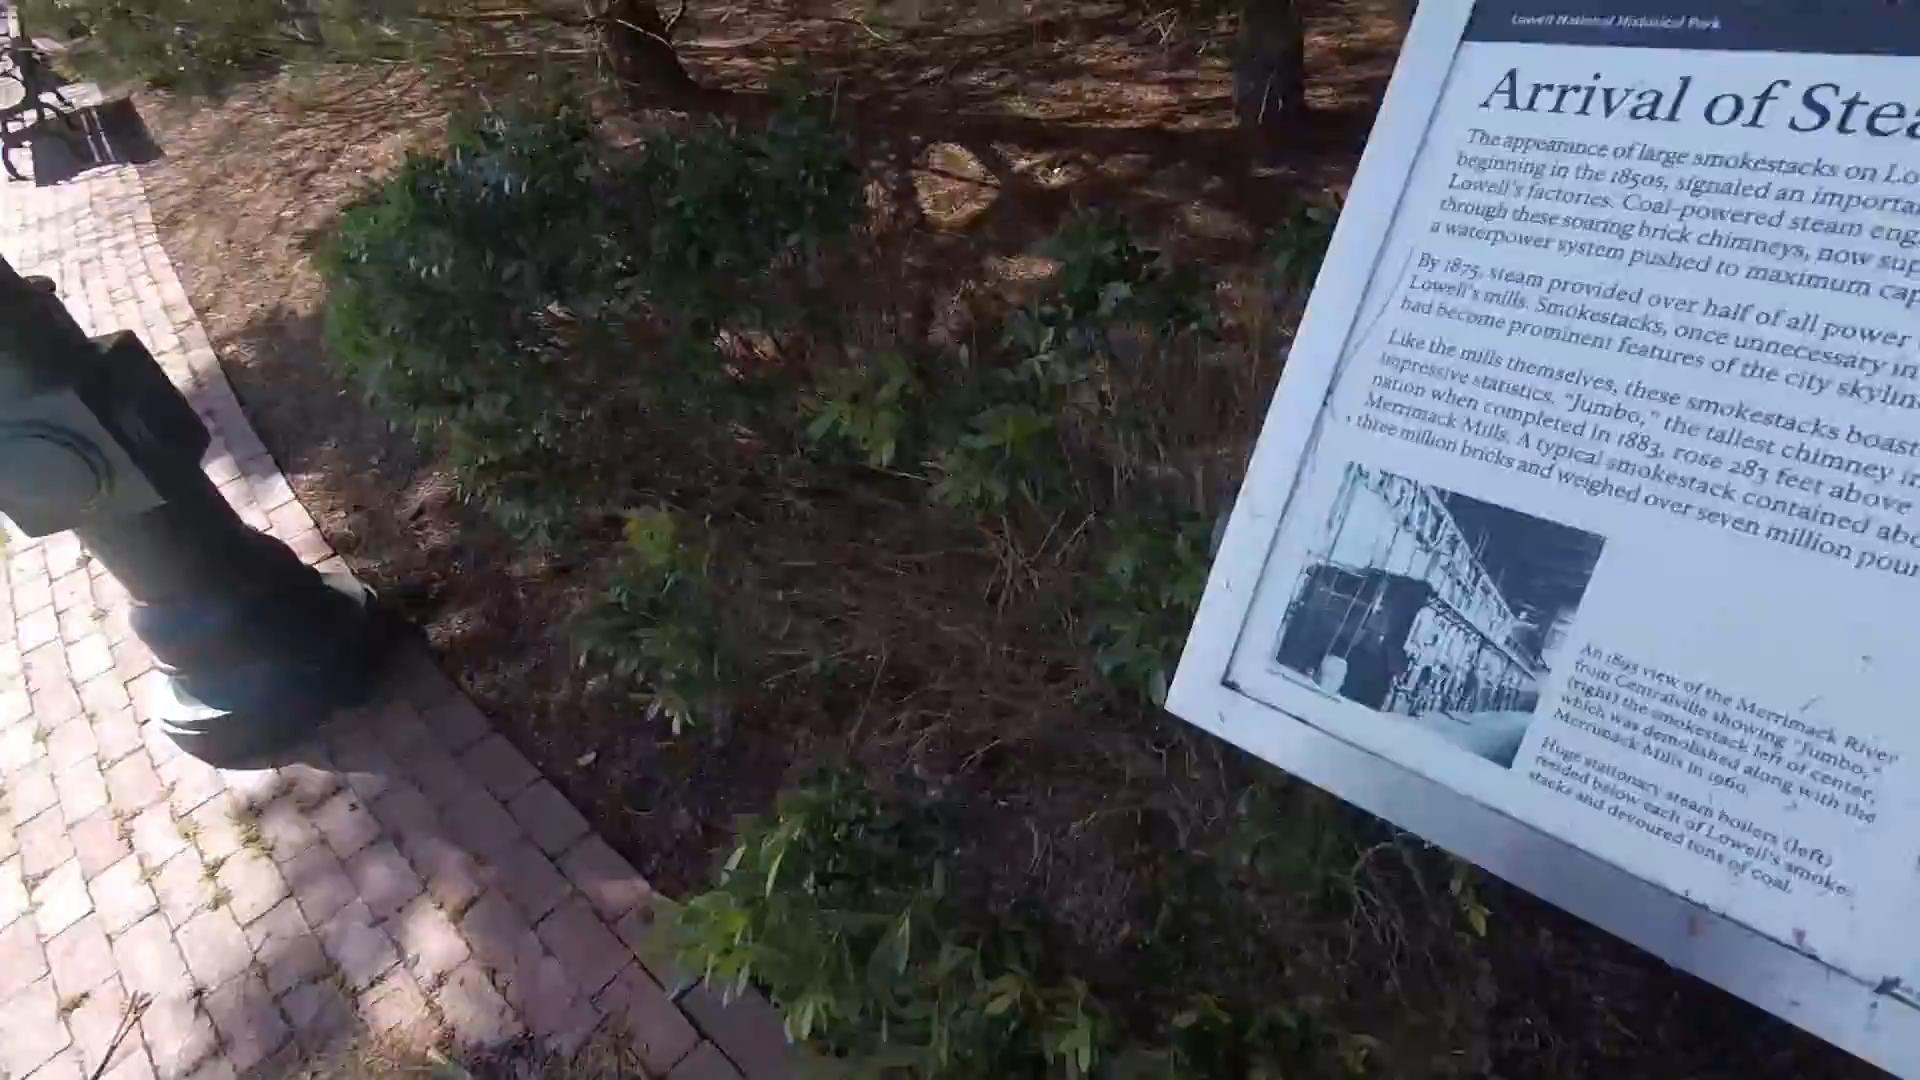 Lowell National Historical Park
Arrival of Stea
The appearance of large smokestacks on Lo
beginning in the 1850s, signaled an importan
Lowell's factories. Coal-powered steam eng
through these soaring brick chimneys, now sup
a waterpower system pushed to maximum cap
By 1875, steam provided over half of all power
Lowell's mills. Smokestacks, once unnecessary in
had become prominent features of the city skylin
Like the mills themselves, these smokestacks boast
impressive statistics. "Jumbo," the tallest chimney in
nation when completed in 1883, rose 283 feet above
Merrimack Mills. A typical smokestack contained abo
three million bricks and weighed over seven million poun
An 1893 view of the Merrimack River
from Centralville showing "Jumbo,"
(right) the smokestack left of center,
which was demolished along with the
Merrimack Mills in 1960.
Huge stationary steam boilers (left)
resided below each of Lowell's smoke-
stacks and devoured tons of coal.